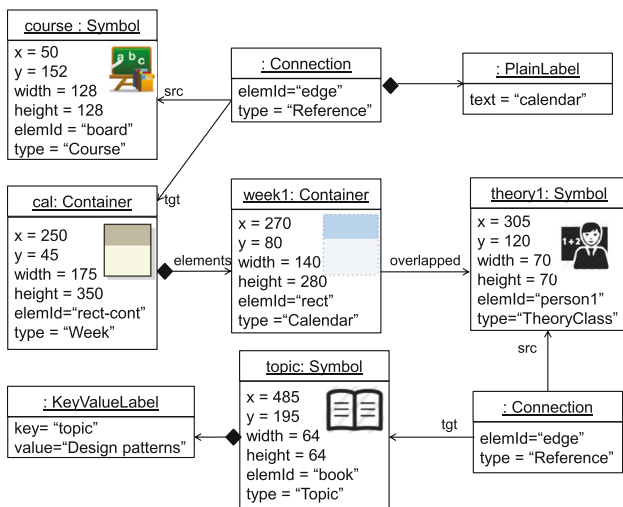 course : Symbol
x = 50
y = 152
width = 128
height = 128
elemId = “board”
type = “Course”
a b c
src
: Connection
elemId=“edge”
type = “Reference”
: PlainLabel
text = “calendar”
tgt
cal: Container
x = 250
y = 45
width = 175
height = 350
elemId=“rect-cont”
type = “Week”
elements
week1: Container
x = 270
y = 80
width = 140
height = 280
elemId=“rect”
type =“Calendar”
overlapped
theory1: Symbol
x = 305
y = 120
width = 70
height = 70
elemId=“person1”
type=“TheoryClass”
1+2
src
: KeyValueLabel
key= “topic”
value=“Design patterns”
topic: Symbol
x = 485
y = 195
width = 64
height = 64
elemId = “book”
type = “Topic”
tgt
: Connection
elemId=“edge”
type = “Reference”